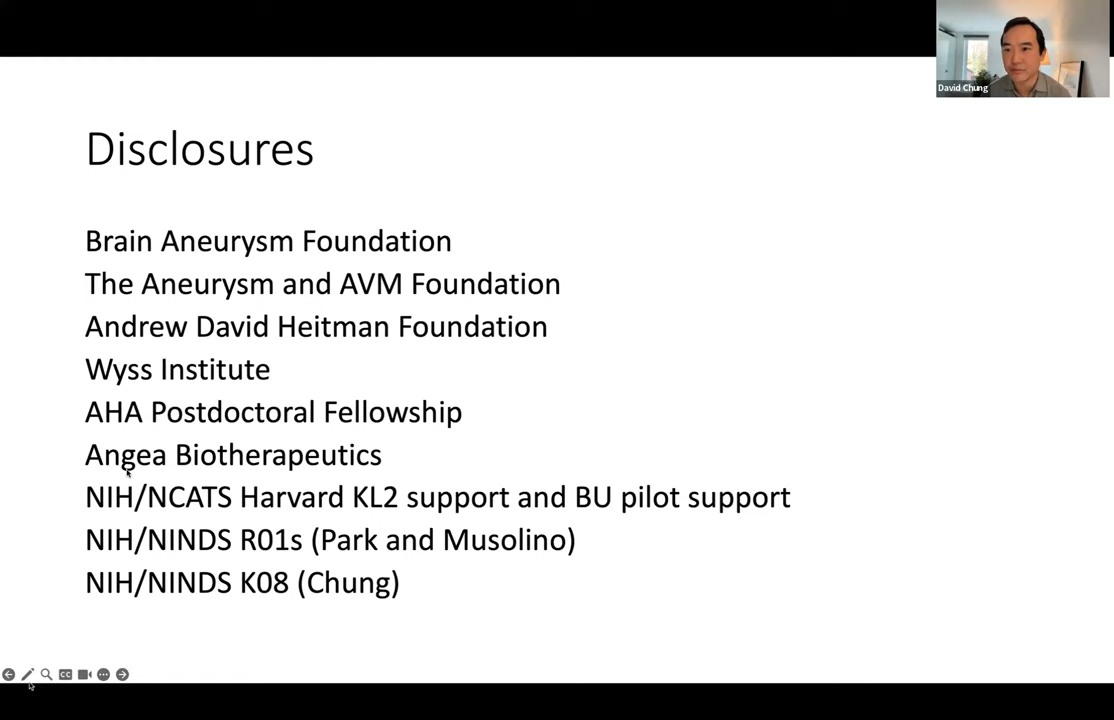 David Chung
Disclosures
Brain Aneurysm Foundation
The Aneurysm and AVM Foundation
Andrew David Heitman Foundation
Wyss Institute
AHA Postdoctoral Fellowship
Angea Biotherapeutics
NIH/NCATS Harvard KL2 support and BU pilot support
NIH/NINDS R01s (Park and Musolino)
NIH/NINDS K08 (Chung)
CC